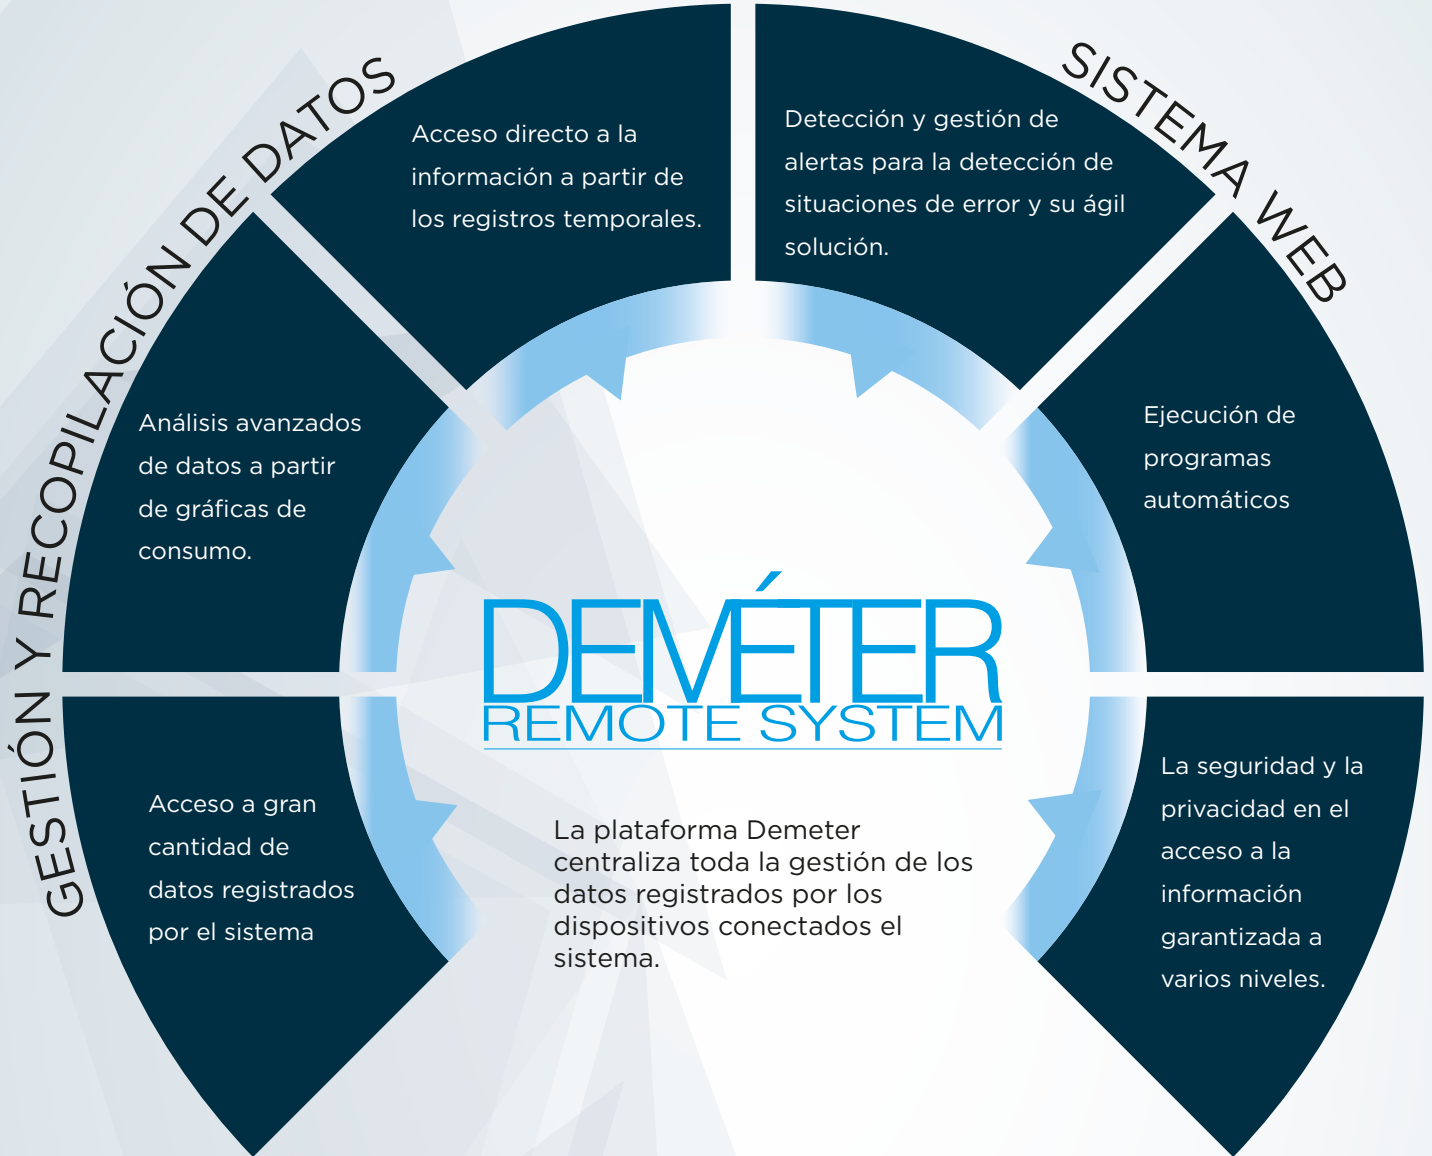 GESTIÓN Y RECOPILACIÓN DE DATOS
SISTEMA WEB
Acceso directo a la
información a partir de
los registros temporales.
Detección y gestión de
alertas para la detección de
situaciones de error y su ágil
solución.
Análisis avanzados
de datos a partir
de gráficas de
consumo.
Ejecución de
programas
automáticos
DEMÉTER
REMOTE SYSTEM
Acceso a gran
cantidad de
datos registrados
por el sistema
La plataforma Demeter
centraliza toda la gestión de los
datos registrados por los
dispositivos conectados el
sistema.
La seguridad y la
privacidad en el
acceso a la
información
garantizada a
varios niveles.